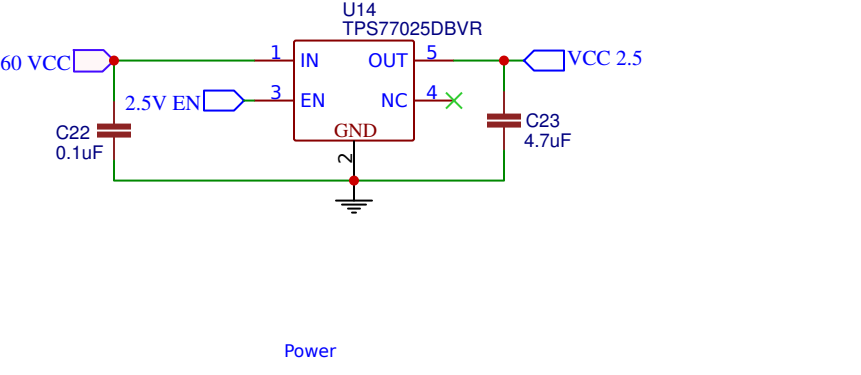 U14
TPS77025DBVR
60 VCC
1
IN
OUT
5
VCC 2.5
2.5V EN
3
EN
NC
4
C22
0.1uF
GND
C23
4.7uF
2
Power